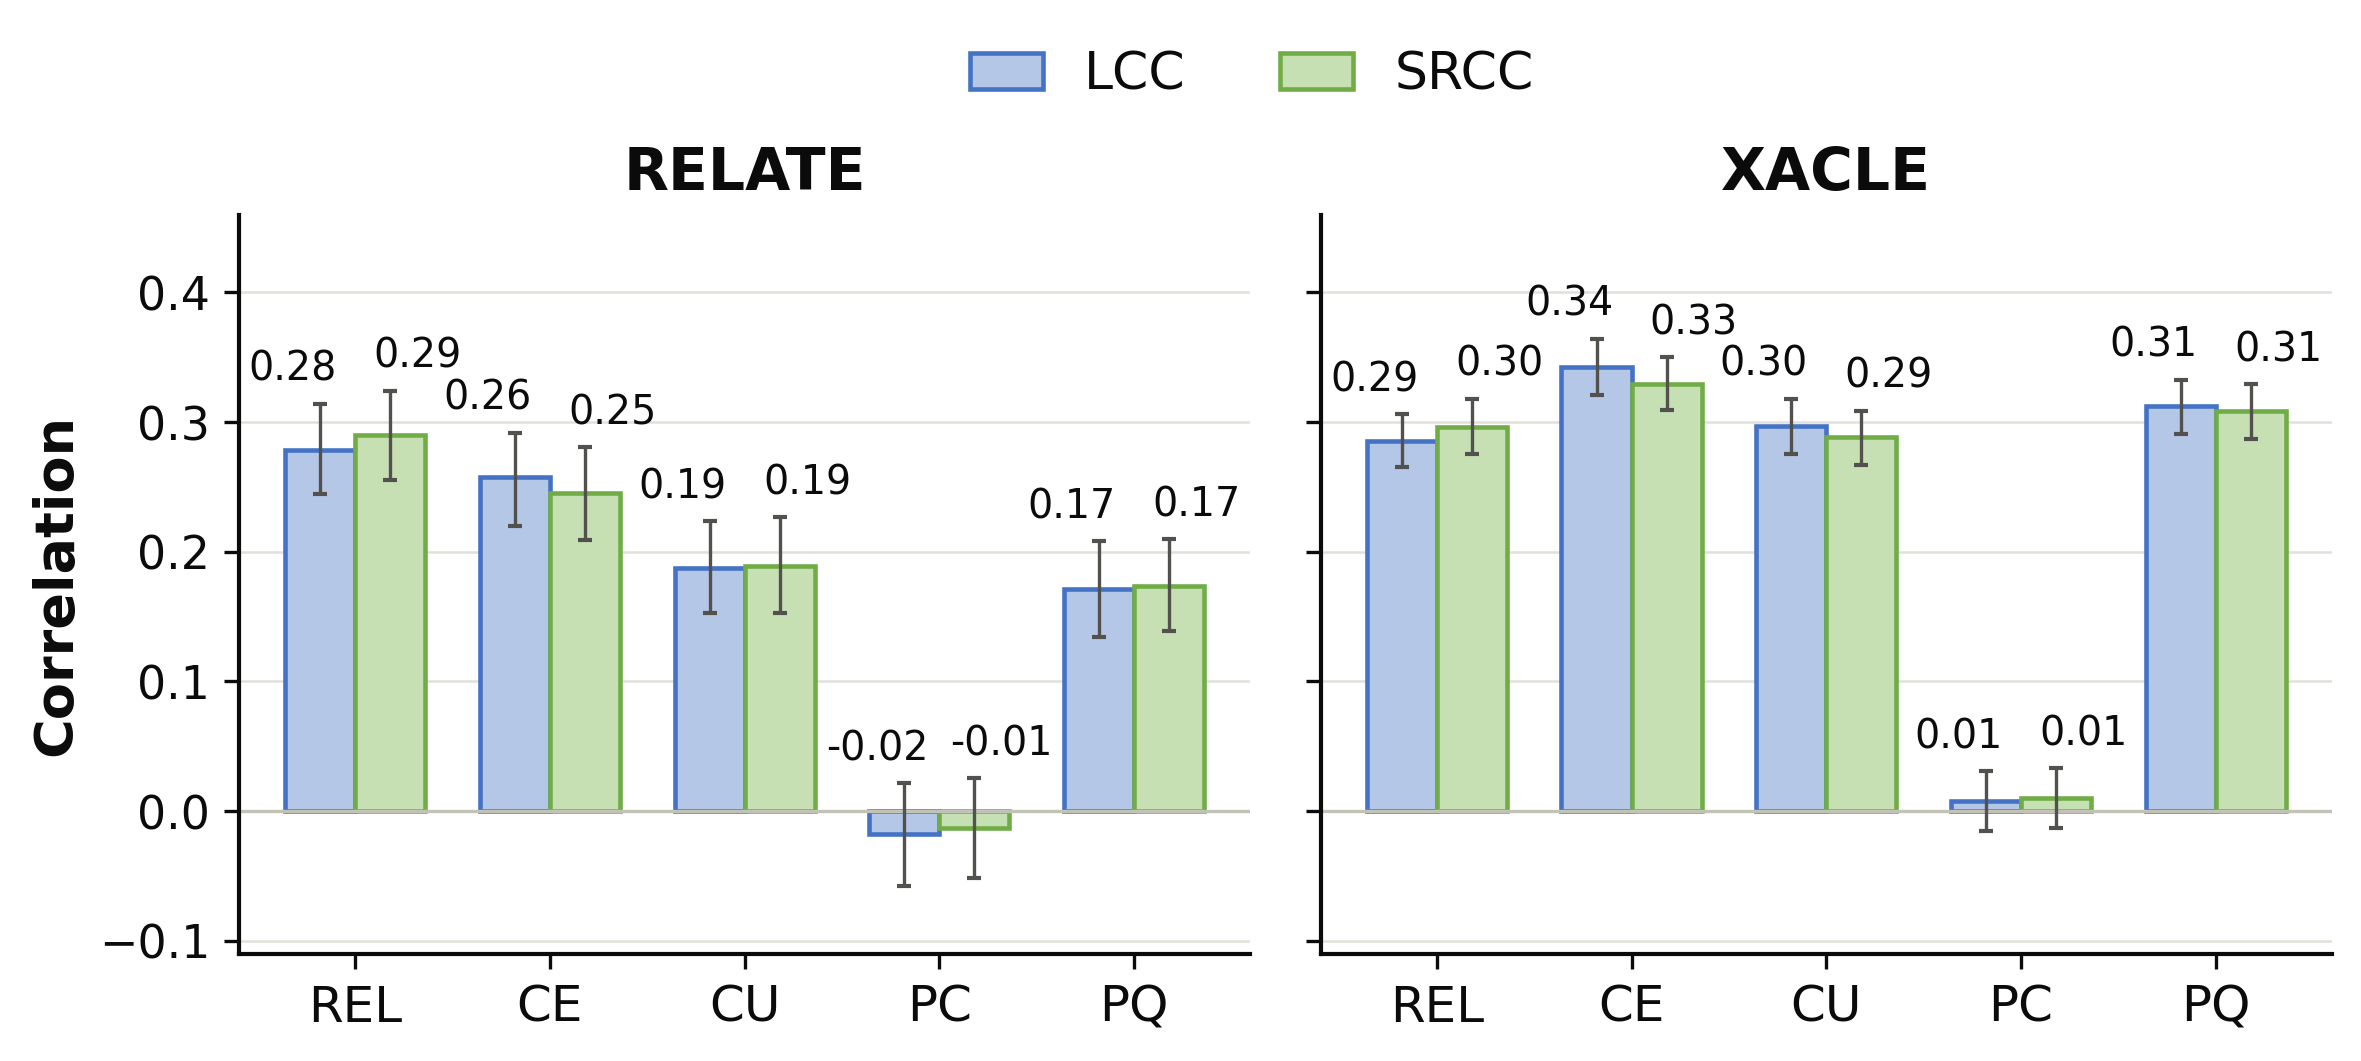 LCC SRCC
RELATE XACLE
Correlation
0.4
0.3
0.2
0.1
0.0
−0.1
0.28 0.29 0.26 0.25 0.19 0.19 -0.02 -0.01 0.17 0.17
REL CE CU PC PQ
0.29 0.30 0.34 0.33 0.30 0.29 0.01 0.01 0.31 0.31
REL CE CU PC PQ